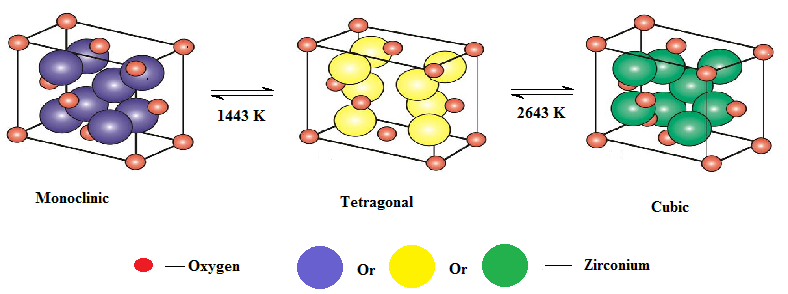 1443 K
2643 K
Monoclinic
Tetragonal
Cubic
Oxygen
Or
Or
Zirconium